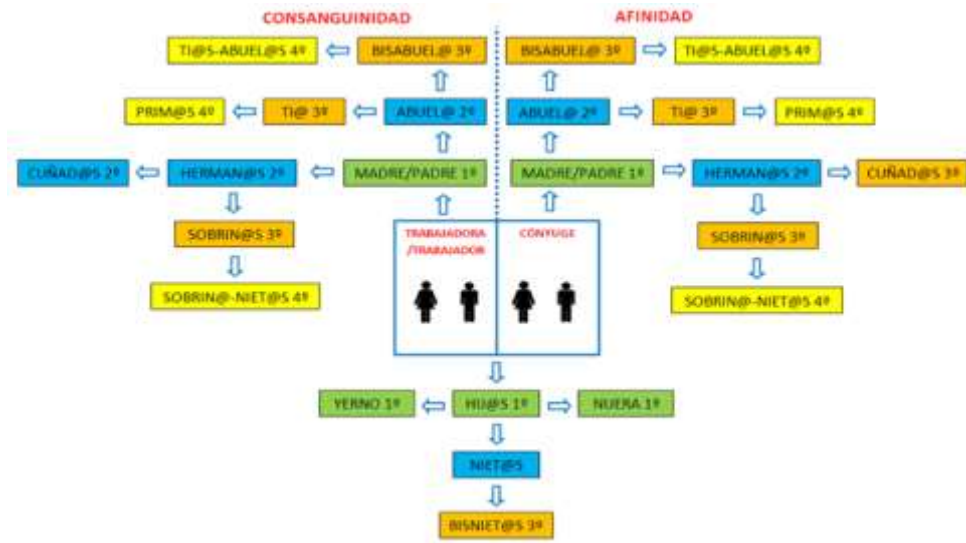 CONSANGUINIDAD AFINIDAD
TI@S-ABUEL@S 4º BISABUEL@ 3º BISABUEL@ 3º TI@S-ABUEL@S 4º
PRIM@S 4º TI@ 3º ABUEL@ 2º ABUEL@ 2º TI@ 3º PRIM@S 4º
CUÑAD@S 2º HERMAN@S 2º MADRE/PADRE 1º MADRE/PADRE 1º HERMAN@S 2º CUÑAD@S 3º
SOBRIN@S 3º TRABAJADORA CÓNYUGE SOBRIN@S 3º
/TRABAJADOR
SOBRIN@-NIET@S 4º SOBRIN@-NIET@S 4º
YERNO 1º HIJ@S 1º NUERA 1º
NIET@S
BISNIET@S 3º